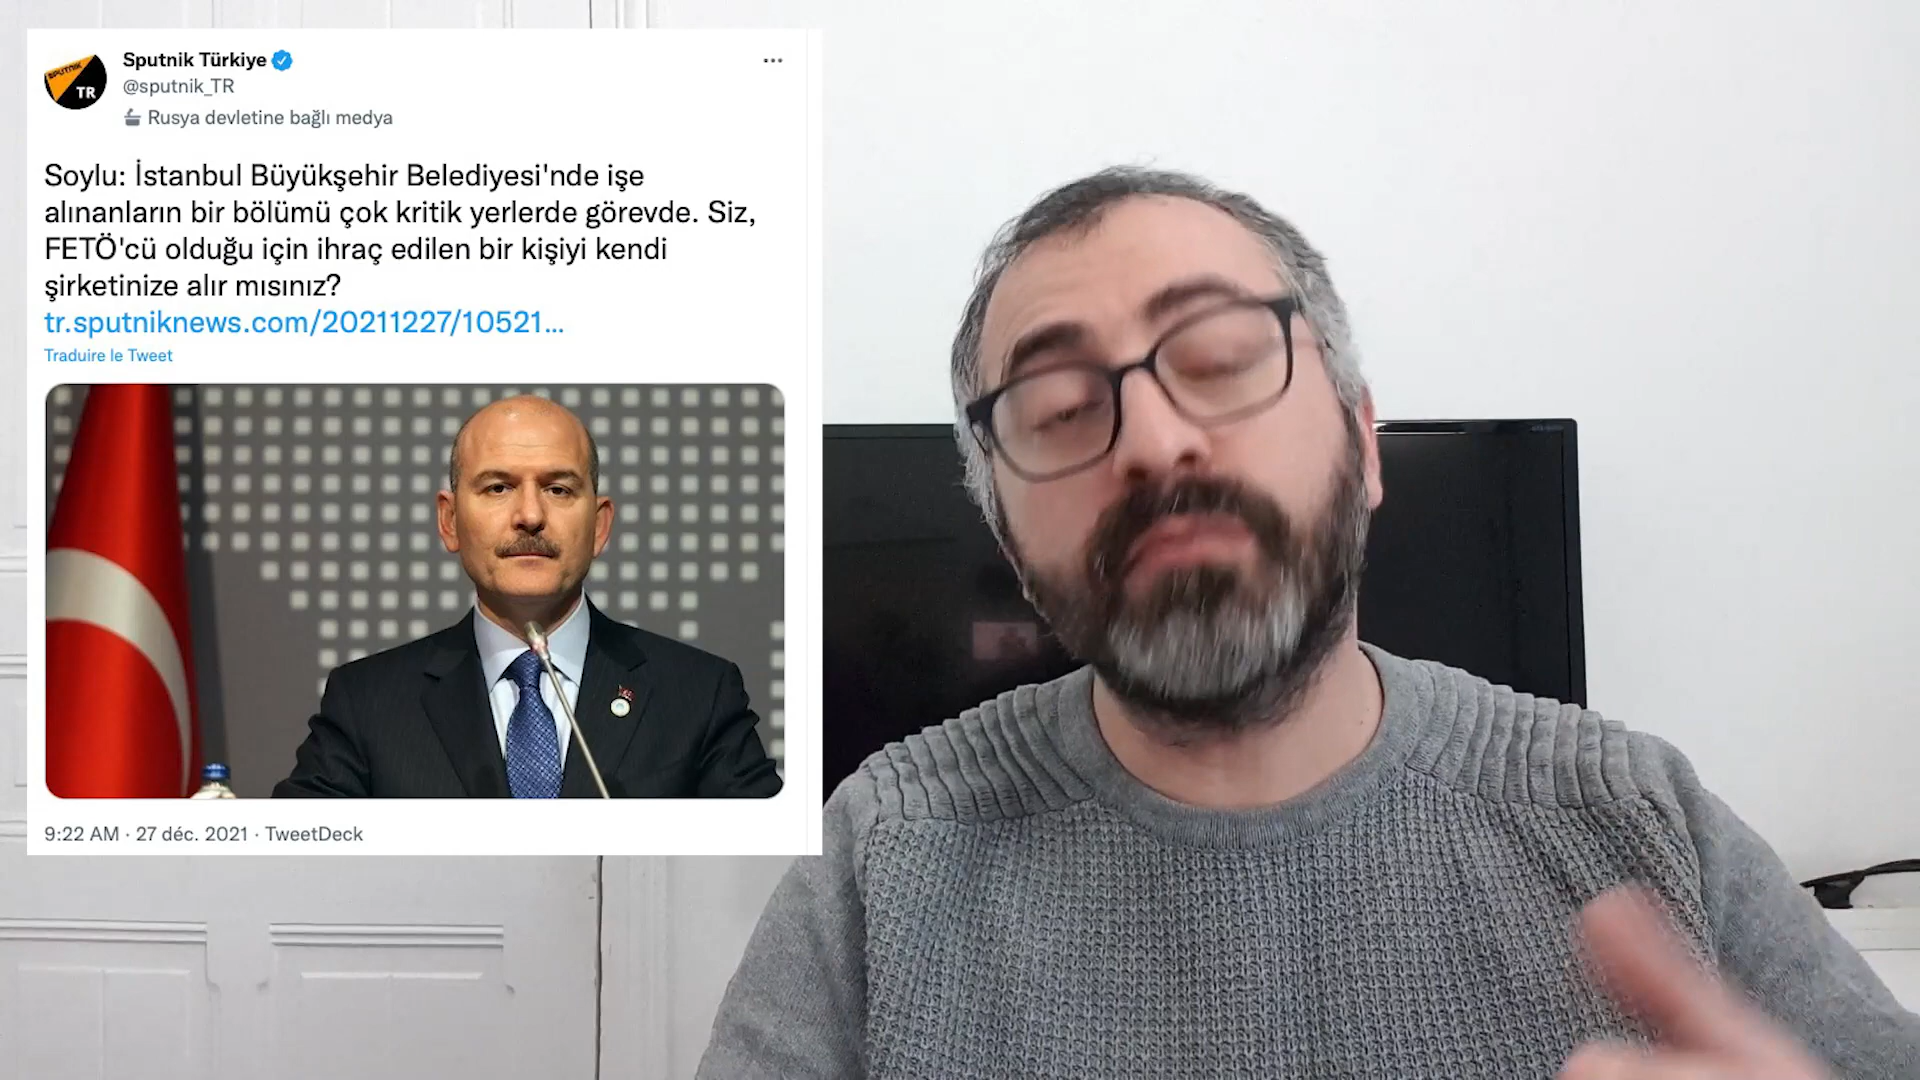 Sputnik Türkiye
@sputnik_TR
Rusya devletine bağlı medya
SPUTNIK
TR
Soylu: İstanbul Büyükşehir Belediyesi'nde işe
alınanların bir bölümü çok kritik yerlerde görevde. Siz,
FETÖ'cü olduğu için ihraç edilen bir kişiyi kendi
şirketinize alır mısınız?
tr.sputniknews.com/20211227/10521...
Traduire le Tweet
9:22 AM · 27 déc. 2021 · TweetDeck